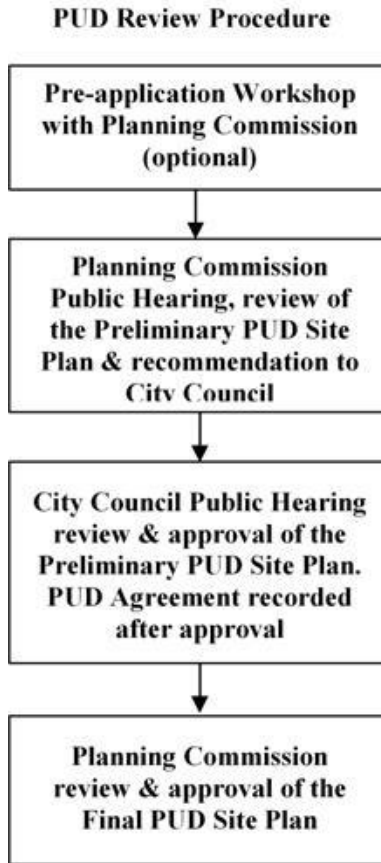 PUD Review Procedure
Pre-application Workshop
with Planning Commission
(optional)
Planning Commission
Public Hearing, review of
the Preliminary PUD Site
Plan & recommendation to
City Council
City Council Public Hearing
review & approval of the
Preliminary PUD Site Plan.
PUD Agreement recorded
after approval
Planning Commission
review & approval of the
Final PUD Site Plan